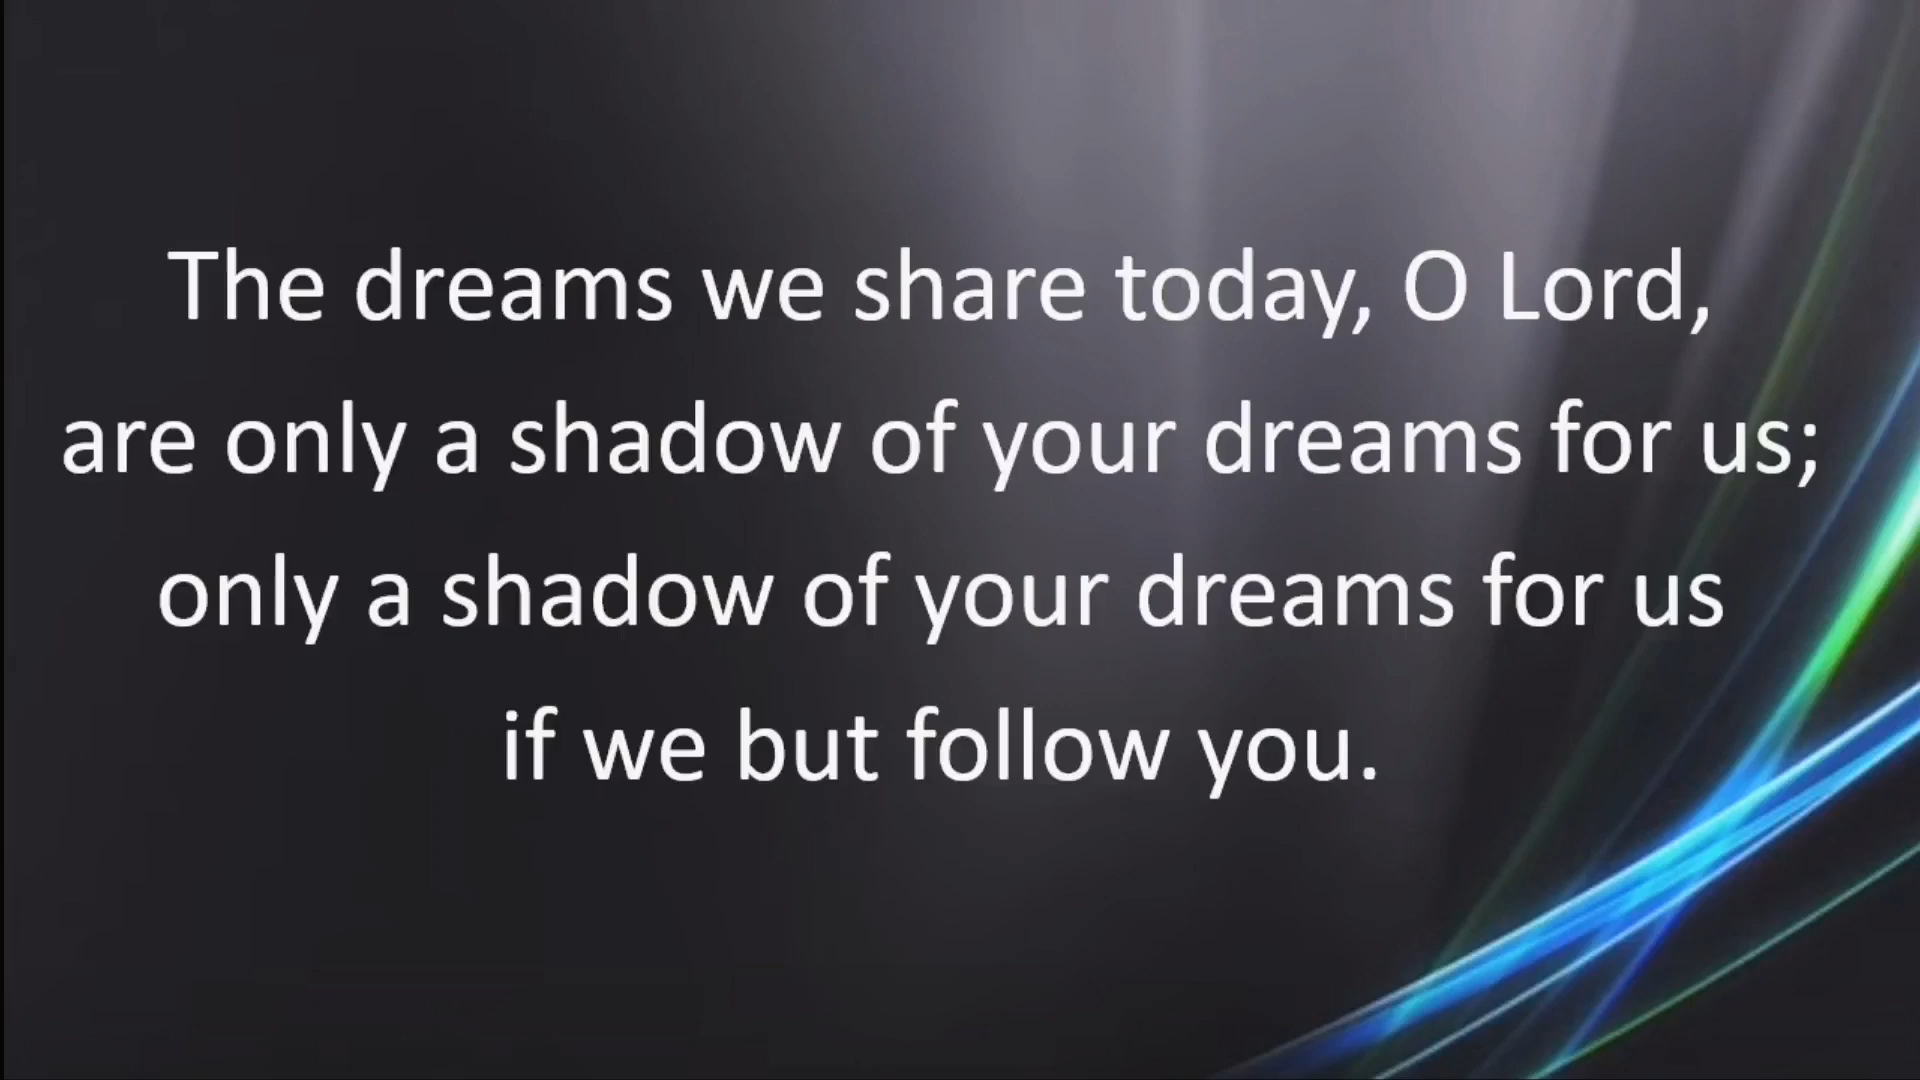 The dreams we share today, O Lord,
are only a shadow of your dreams for us;
only a shadow of your dreams for us
if we but follow you.